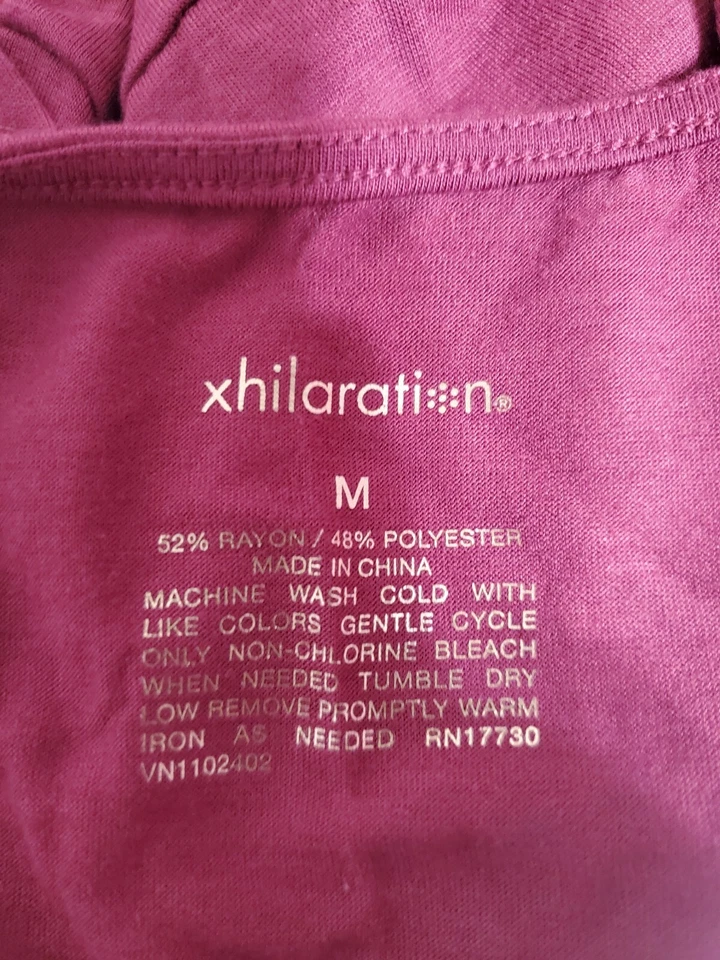 xhilaration®
M
52% RAYON / 48% POLYESTER
MADE IN CHINA
MACHINE WASH COLD WITH
LIKE COLORS GENTLE CYCLE
ONLY NON-CHLORINE BLEACH
WHEN NEEDED TUMBLE DRY
LOW REMOVE PROMPTLY WARM
IRON AS NEEDED RN17730
VN1102402